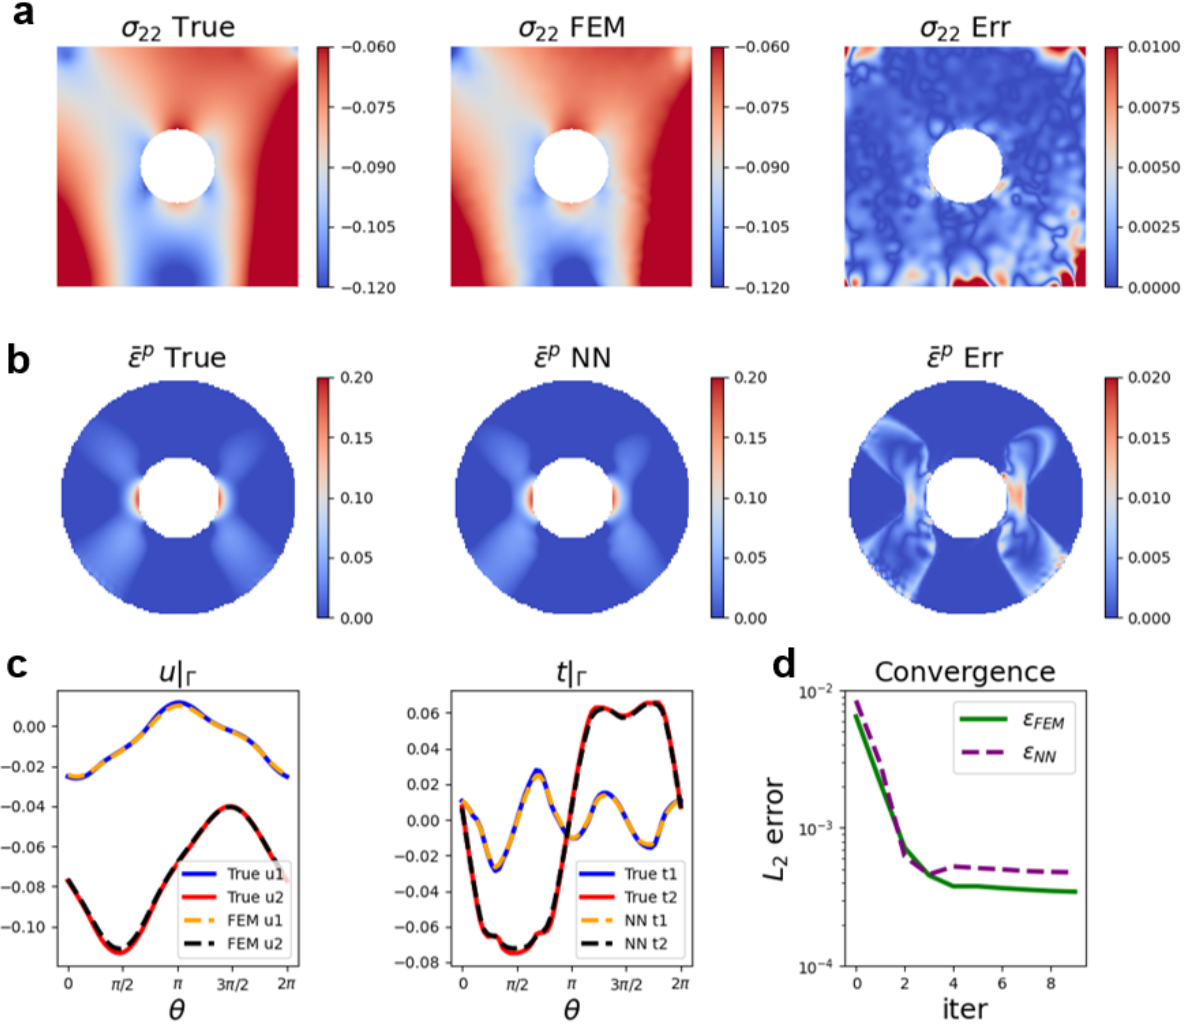 a
σ22 True
σ22 FEM
σ22 Err
−0.060
−0.075
−0.090
−0.105
−0.120
−0.060
−0.075
−0.090
−0.105
−0.120
0.0100
0.0075
0.0050
0.0025
0.0000
b
ε̄ᵖ True
ε̄ᵖ NN
ε̄ᵖ Err
0.20
0.15
0.10
0.05
0.00
0.20
0.15
0.10
0.05
0.00
0.020
0.015
0.010
0.005
0.000
c
u|Γ
0.00
−0.02
−0.04
−0.06
−0.08
−0.10
True u1
True u2
FEM u1
FEM u2
0 π/2 π 3π/2 2π
θ
t|Γ
0.06
0.04
0.02
0.00
−0.02
−0.04
−0.06
−0.08
True t1
True t2
NN t1
NN t2
0 π/2 π 3π/2 2π
θ
d
Convergence
εFEM
εNN
L2 error
10⁻²
10⁻³
10⁻⁴
0 2 4 6 8
iter